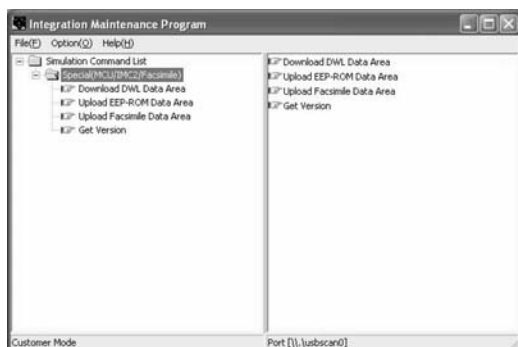 Integration Maintenance Program
File(F) Option(O) Help(H)
Simulation Command List
Special(MCU/IMC2/Facsimile)
Download DWL Data Area
Upload EEP-ROM Data Area
Upload Facsimile Data Area
Get Version
Download DWL Data Area
Upload EEP-ROM Data Area
Upload Facsimile Data Area
Get Version
Customer Mode
Port [\\.\usbscan0]